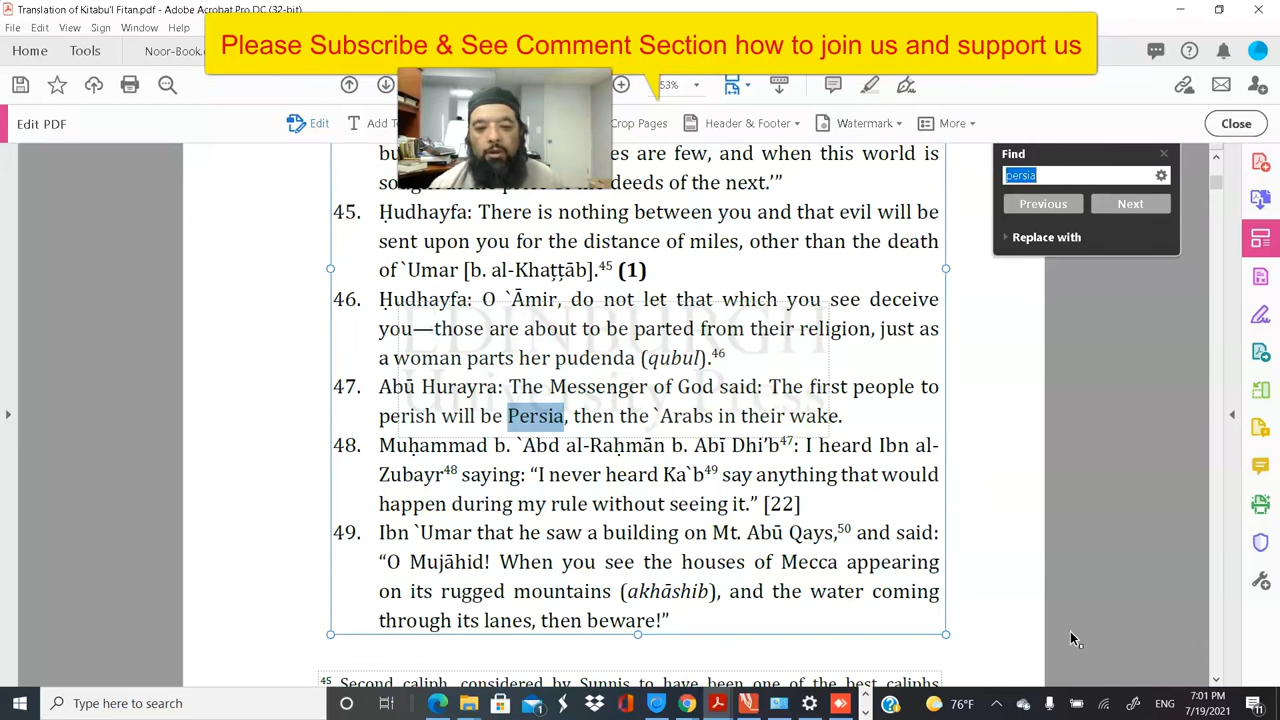 Translation of Kitabu'l Fitan.pdf - Adobe Acrobat Pro DC (32-bit)
File Edit View Sign Window Help
Please Subscribe & See Comment Section how to join us and support us
Home Tools Noor-Book.
53%
Edit PDF Edit Add Te Crop Pages Header & Footer Watermark More Close
Find
persia
Previous Next
Replace with
es are few, and when this world is
deeds of the next.'”
45. Ḥudhayfa: There is nothing between you and that evil will be
sent upon you for the distance of miles, other than the death
of `Umar [b. al-Khaṭṭāb].45 (1)
46. Ḥudhayfa: O `Āmir, do not let that which you see deceive
you—those are about to be parted from their religion, just as
a woman parts her pudenda (qubul).46
47. Abū Hurayra: The Messenger of God said: The first people to
perish will be Persia, then the `Arabs in their wake.
48. Muḥammad b. `Abd al-Raḥmān b. Abī Dhi’b47: I heard Ibn al-
Zubayr48 saying: “I never heard Ka`b49 say anything that would
happen during my rule without seeing it.” [22]
49. Ibn `Umar that he saw a building on Mt. Abū Qays,50 and said:
“O Mujāhid! When you see the houses of Mecca appearing
on its rugged mountains (akhāshib), and the water coming
through its lanes, then beware!”
EDINBURGH
University Press
45 Second caliph, considered by Sunnis to have been one of the best caliphs
Type here to search
76°F
ENG
7:01 PM
7/19/2021